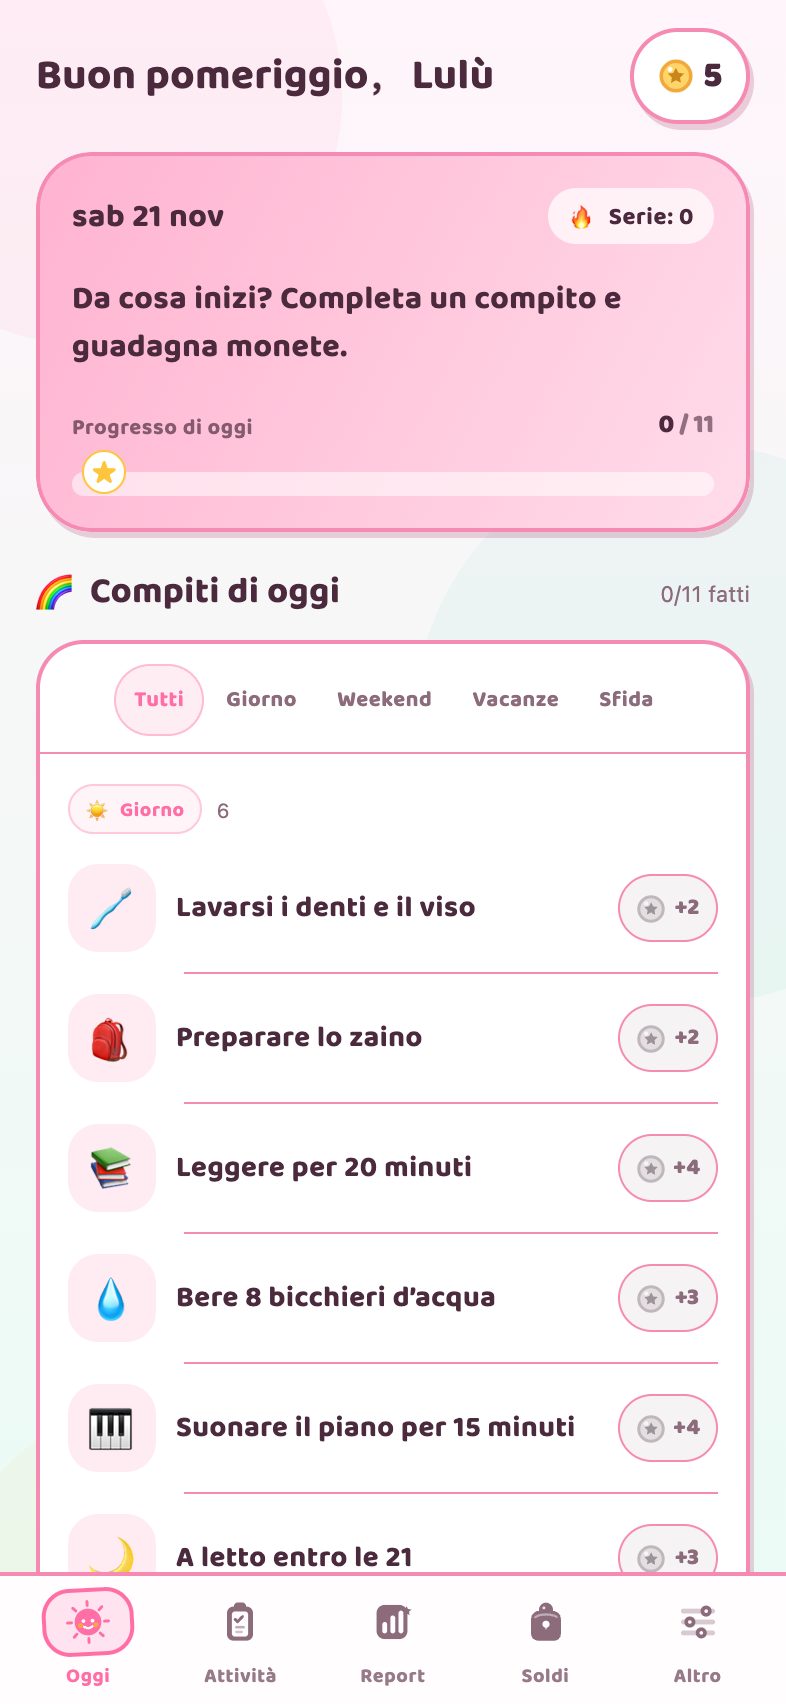 Buon pomeriggio, Lulù
5
sab 21 nov
Serie: 0
Da cosa inizi? Completa un compito e
guadagna monete.
Progresso di oggi
0 / 11
Compiti di oggi
0/11 fatti
Tutti
Giorno
Weekend
Vacanze
Sfida
Giorno
6
Lavarsi i denti e il viso
+2
Preparare lo zaino
+2
Leggere per 20 minuti
+4
Bere 8 bicchieri d’acqua
+3
Suonare il piano per 15 minuti
+4
A letto entro le 21
+3
Oggi
Attività
Report
Soldi
Altro